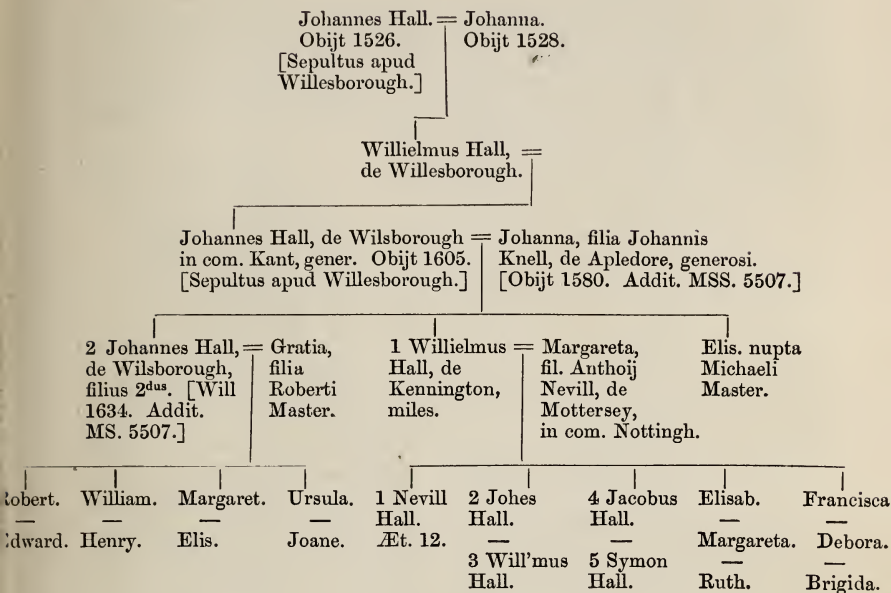 Johannes Hall. = Johanna.
Obijt 1526. Obijt 1528.
[Sepultus apud
Willesborough.]
Willielmus Hall, =
de Willesborough.
Johannes Hall, de Wilsborough = Johanna, filia Johannis
in com. Kant, gener. Obijt 1605. Knell, de Apledore, generosi.
[Sepultus apud Willesborough.] [Obijt 1580. Addit. MSS. 5507.]
2 Johannes Hall, =
de Wilsborough,
filius 2dus. [Will
1634. Addit.
MS. 5507.]
Gratia,
filia
Roberti
Master.
1 Willielmus =
Hall, de
Kennington,
miles.
Margareta,
fil. Anthoij
Nevill, de
Mottersey,
in com. Nottingh.
Elis. nupta
Michaeli
Master.
obert.
—
dward.
William.
—
Henry.
Margaret.
—
Elis.
Ursula.
—
Joane.
1 Nevill
Hall.
Æt. 12.
2 Johes
Hall.
—
3 Will'mus
Hall.
4 Jacobus
Hall.
—
5 Symon
Hall.
Elisab.
—
Margareta.
—
Ruth.
Francisca
—
Debora.
—
Brigida.